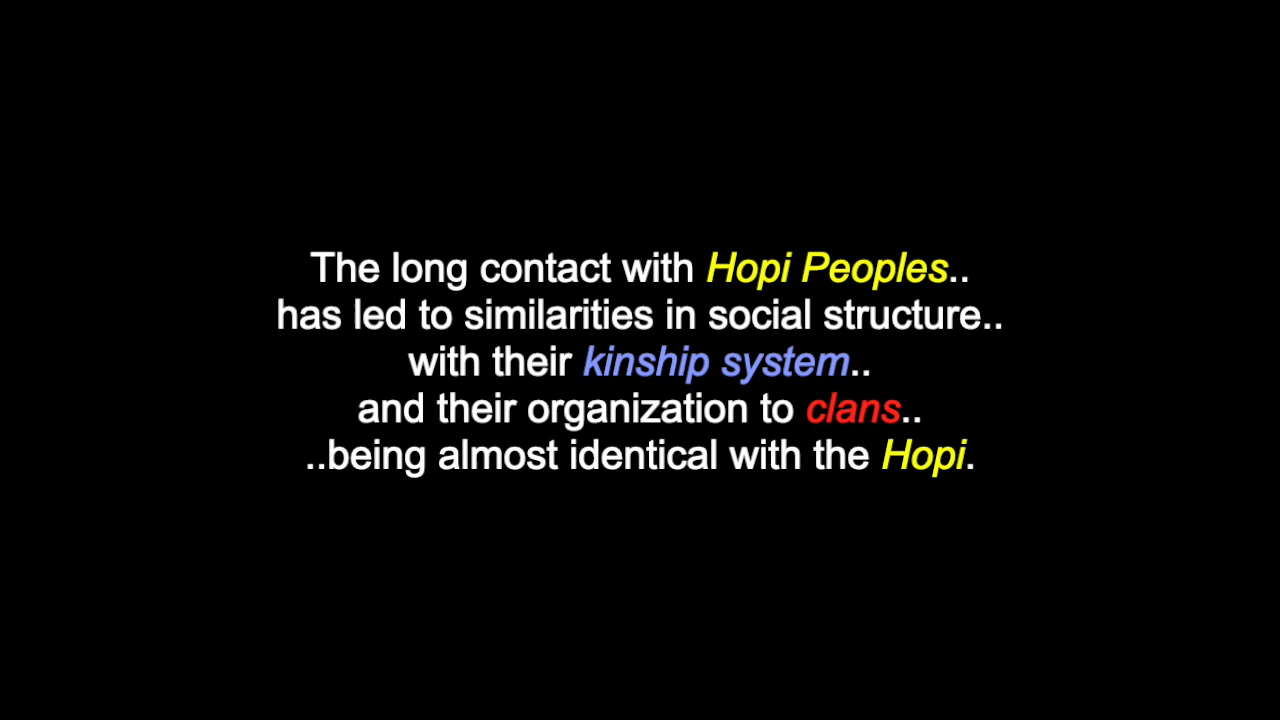 The long contact with Hopi Peoples..
has led to similarities in social structure..
with their kinship system..
and their organization to clans..
..being almost identical with the Hopi.